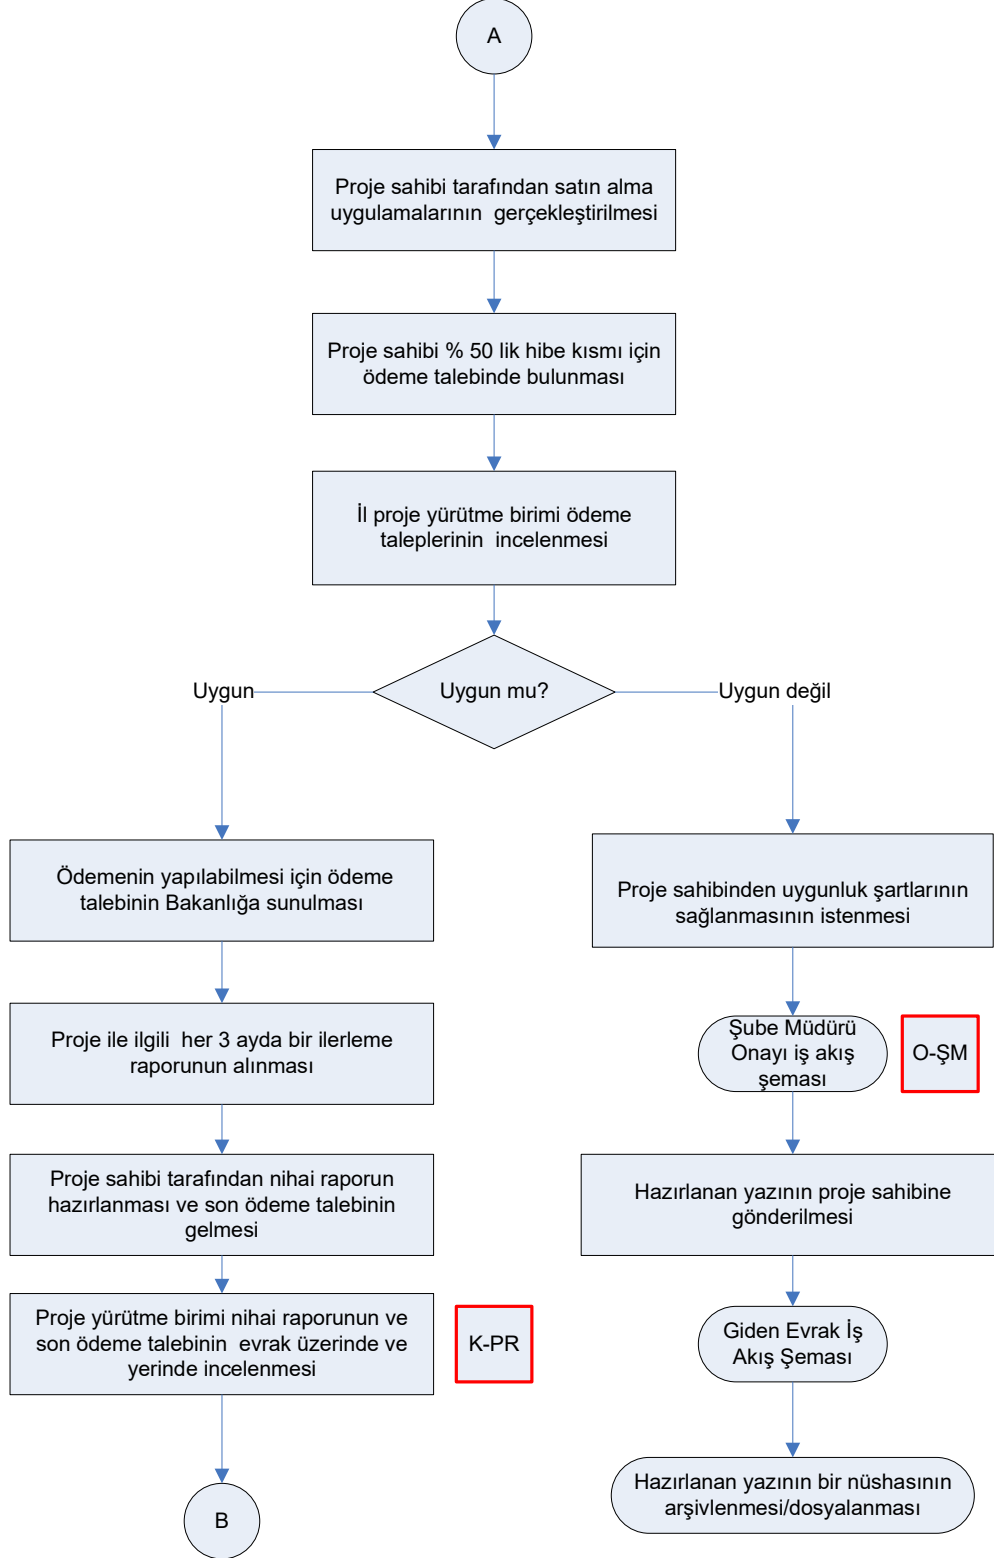 A
Proje sahibi tarafından satın alma
uygulamalarının gerçekleştirilmesi
Proje sahibi % 50 lik hibe kısmı için
ödeme talebinde bulunması
İl proje yürütme birimi ödeme
taleplerinin incelenmesi
Uygun mu?
Uygun
Uygun değil
Ödemenin yapılabilmesi için ödeme
talebinin Bakanlığa sunulması
Proje ile ilgili her 3 ayda bir ilerleme
raporunun alınması
Proje sahibi tarafından nihai raporun
hazırlanması ve son ödeme talebinin
gelmesi
Proje yürütme birimi nihai raporunun ve
son ödeme talebinin evrak üzerinde ve
yerinde incelenmesi
K-PR
B
Proje sahibinden uygunluk şartlarının
sağlanmasının istenmesi
Şube Müdürü
Onayı iş akış
şeması
O-ŞM
Hazırlanan yazının proje sahibine
gönderilmesi
Giden Evrak İş
Akış Şeması
Hazırlanan yazının bir nüshasının
arşivlenmesi/dosyalanması